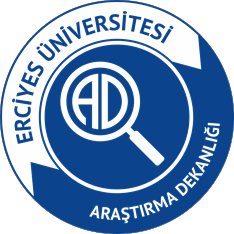 ERCİYES ÜNİVERSİTESİ
AD
ARAŞTIRMA DEKANLIĞI